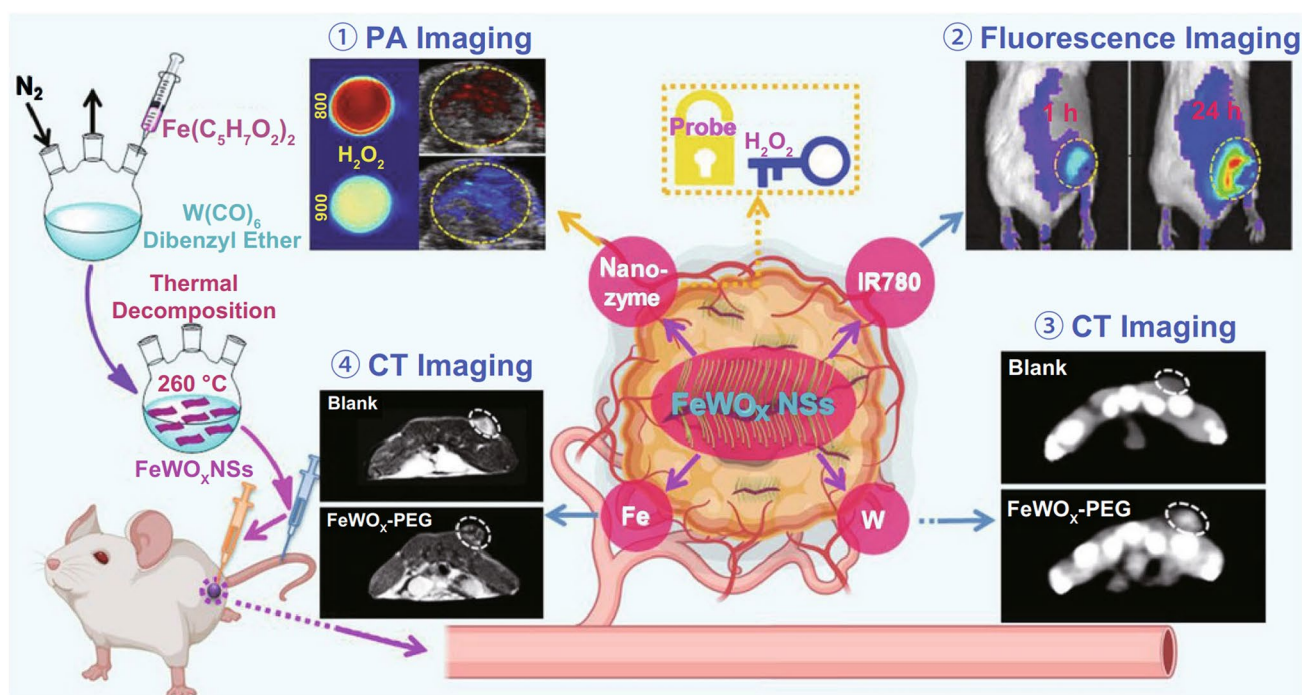 ① PA Imaging
800
H₂O₂
900
② Fluorescence Imaging
1 h
24 h
N₂
Fe(C₅H₇O₂)₂
W(CO)₆
Dibenzyl Ether
Thermal
Decomposition
260 °C
FeWOₓNSs
Probe
H₂O₂
Nano-
zyme
IR780
FeWOₓ NSs
Fe
W
③ CT Imaging
Blank
FeWOₓ-PEG
④ CT Imaging
Blank
FeWOₓ-PEG